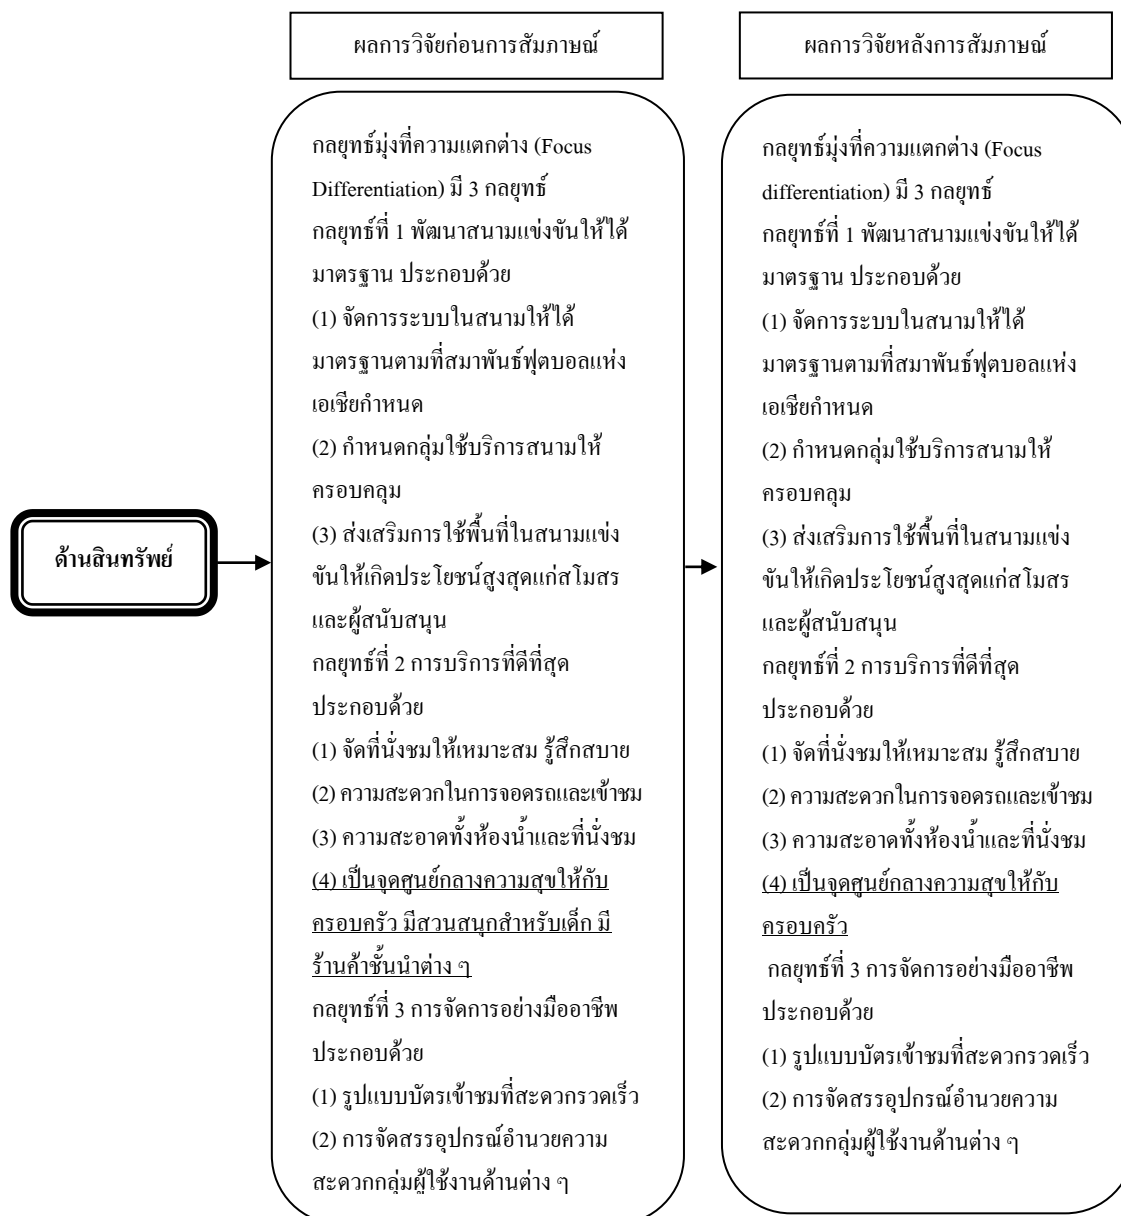 ผลการวิจัยก่อนการสัมภาษณ์
ผลการวิจัยหลังการสัมภาษณ์
ด้านสินทรัพย์
กลยุทธ์มุ่งที่ความแตกต่าง (Focus
Differentiation) มี 3 กลยุทธ์
กลยุทธ์ที่ 1 พัฒนาสนามแข่งขันให้ได้
มาตรฐาน ประกอบด้วย
(1) จัดการระบบในสนามให้ได้
มาตรฐานตามที่สมาพันธ์ฟุตบอลแห่ง
เอเชียกำหนด
(2) กำหนดกลุ่มใช้บริการสนามให้
ครอบคลุม
(3) ส่งเสริมการใช้พื้นที่ในสนามแข่ง
ขันให้เกิดประโยชน์สูงสุดแก่สโมสร
และผู้สนับสนุน
กลยุทธ์ที่ 2 การบริการที่ดีที่สุด
ประกอบด้วย
(1) จัดที่นั่งชมให้เหมาะสม รู้สึกสบาย
(2) ความสะดวกในการจอดรถและเข้าชม
(3) ความสะอาดทั้งห้องน้ำและที่นั่งชม
(4) เป็นจุดศูนย์กลางความสุขให้กับ
ครอบครัว มีสวนสนุกสำหรับเด็ก มี
ร้านค้าชั้นนำต่าง ๆ
กลยุทธ์ที่ 3 การจัดการอย่างมืออาชีพ
ประกอบด้วย
(1) รูปแบบบัตรเข้าชมที่สะดวกรวดเร็ว
(2) การจัดสรรอุปกรณ์อำนวยความ
สะดวกกลุ่มผู้ใช้งานด้านต่าง ๆ
กลยุทธ์มุ่งที่ความแตกต่าง (Focus
differentiation) มี 3 กลยุทธ์
กลยุทธ์ที่ 1 พัฒนาสนามแข่งขันให้ได้
มาตรฐาน ประกอบด้วย
(1) จัดการระบบในสนามให้ได้
มาตรฐานตามที่สมาพันธ์ฟุตบอลแห่ง
เอเชียกำหนด
(2) กำหนดกลุ่มใช้บริการสนามให้
ครอบคลุม
(3) ส่งเสริมการใช้พื้นที่ในสนามแข่ง
ขันให้เกิดประโยชน์สูงสุดแก่สโมสร
และผู้สนับสนุน
กลยุทธ์ที่ 2 การบริการที่ดีที่สุด
ประกอบด้วย
(1) จัดที่นั่งชมให้เหมาะสม รู้สึกสบาย
(2) ความสะดวกในการจอดรถและเข้าชม
(3) ความสะอาดทั้งห้องน้ำและที่นั่งชม
(4) เป็นจุดศูนย์กลางความสุขให้กับ
ครอบครัว
กลยุทธ์ที่ 3 การจัดการอย่างมืออาชีพ
ประกอบด้วย
(1) รูปแบบบัตรเข้าชมที่สะดวกรวดเร็ว
(2) การจัดสรรอุปกรณ์อำนวยความ
สะดวกกลุ่มผู้ใช้งานด้านต่าง ๆ